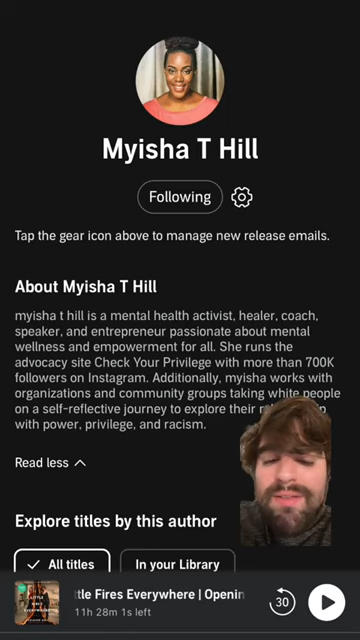 Myisha T Hill
Following
Tap the gear icon above to manage new release emails.
About Myisha T Hill
myisha t hill is a mental health activist, healer, coach,
speaker, and entrepreneur passionate about mental
wellness and empowerment for all. She runs the
advocacy site Check Your Privilege with more than 700K
followers on Instagram. Additionally, myisha works with
organizations and community groups taking white people
on a self-reflective journey to explore their
with power, privilege, and racism.
Read less
Explore titles by this author
All titles
In your Library
ttle Fires Everywhere | Openin
11h 28m 1s left
30